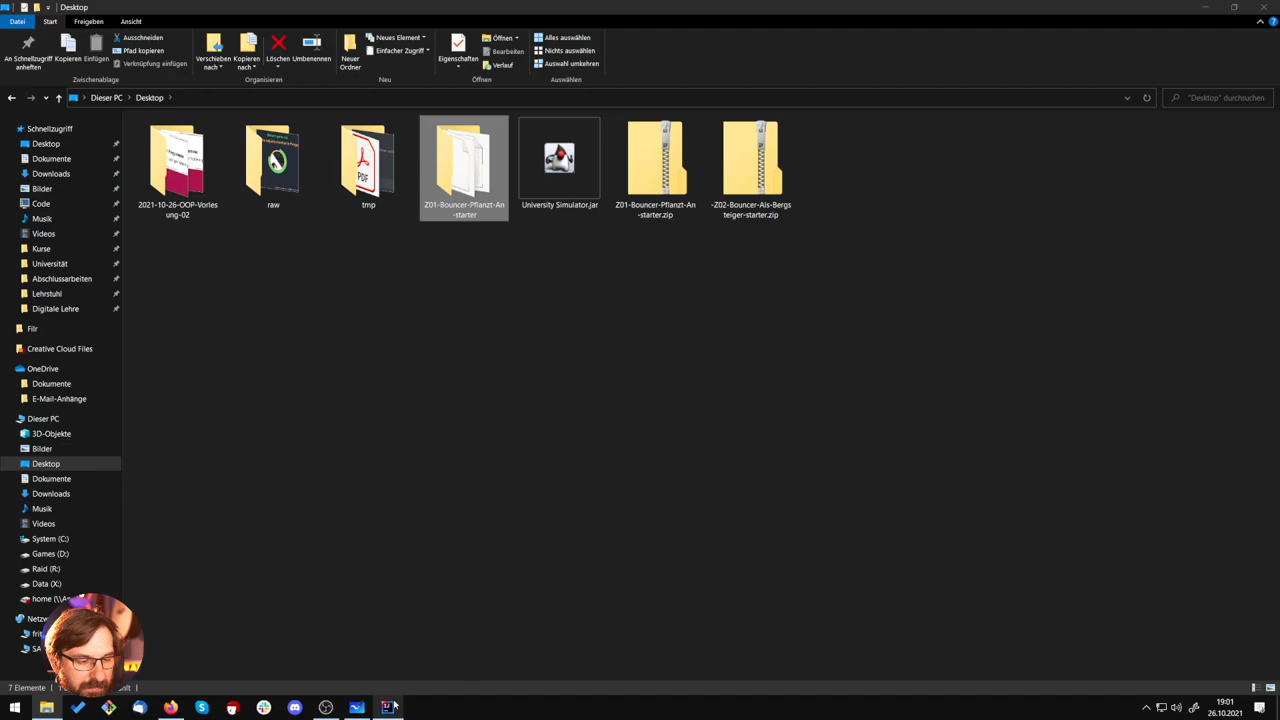 Desktop
Datei Start Freigeben Ansicht
An Schnellzugriff anheften
Kopieren
Einfügen
Ausschneiden
Pfad kopieren
Verknüpfung einfügen
Zwischenablage
Verschieben nach
Kopieren nach
Löschen
Umbenennen
Organisieren
Neuer Ordner
Neues Element
Einfacher Zugriff
Neu
Eigenschaften
Öffnen
Bearbeiten
Verlauf
Öffnen
Alles auswählen
Nichts auswählen
Auswahl umkehren
Auswählen
Dieser PC Desktop
"Desktop" durchsuchen
Schnellzugriff
Desktop
Dokumente
Downloads
Bilder
Code
Musik
Videos
Kurse
Universität
Abschlussarbeiten
Lehrstuhl
Digitale Lehre
Filr
Creative Cloud Files
OneDrive
Dokumente
E-Mail-Anhänge
Dieser PC
3D-Objekte
Bilder
Desktop
Dokumente
Downloads
Musik
Videos
System (C:)
Games (D:)
Raid (R:)
Data (X:)
home (\\
2021-10-26-OOP-Vorles
ung-02
raw
PDF
tmp
Z01-Bouncer-Pflanzt-An
-starter
University Simulator.jar
Z01-Bouncer-Pflanzt-An
-starter.zip
-Z02-Bouncer-Als-Bergs
teiger-starter.zip
7 Elemente
19:01
26.10.2021